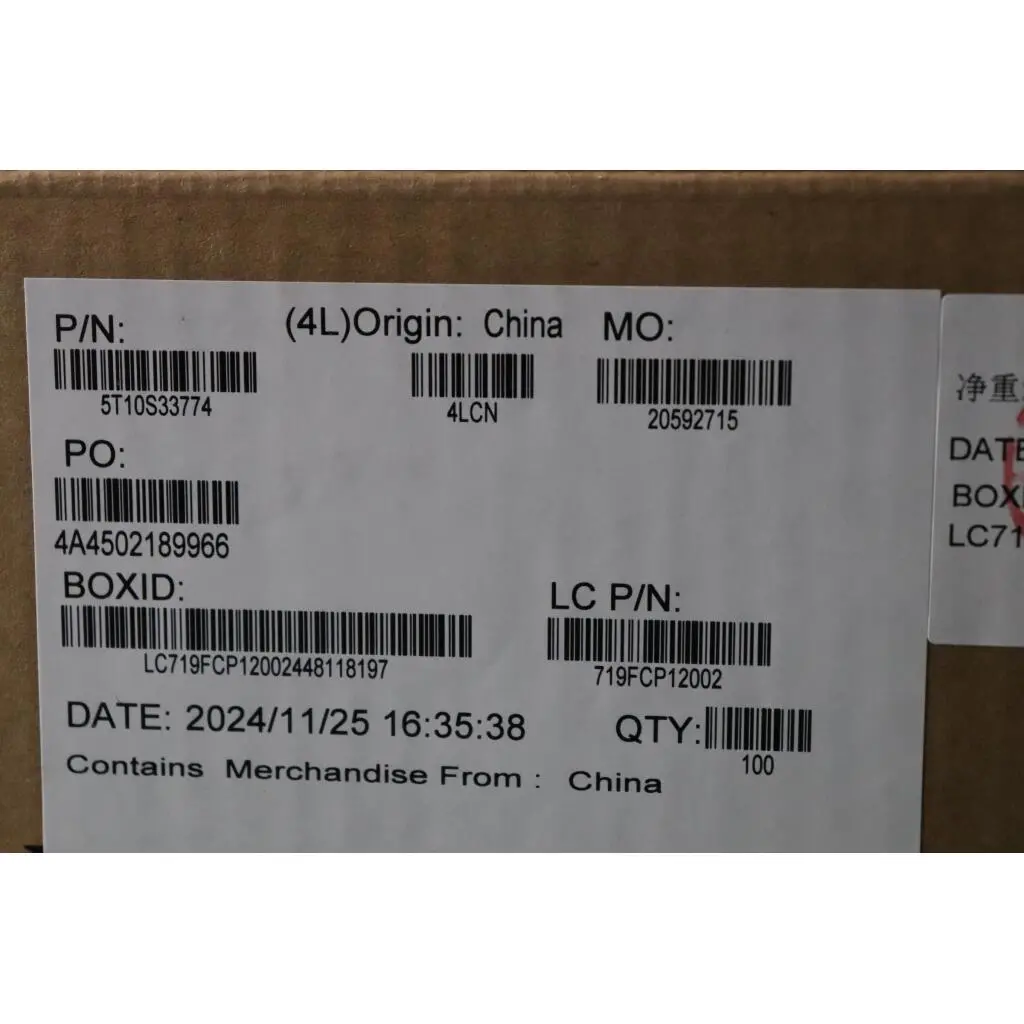 P/N: (4L)Origin: China MO:
5T10S33774 4LCN 20592715
PO:
4A4502189966
BOXID: LC P/N:
LC719FCP12002448118197 719FCP12002
DATE: 2024/11/25 16:35:38 QTY:
100
Contains Merchandise From : China
净重
DATE
BOXI
LC71